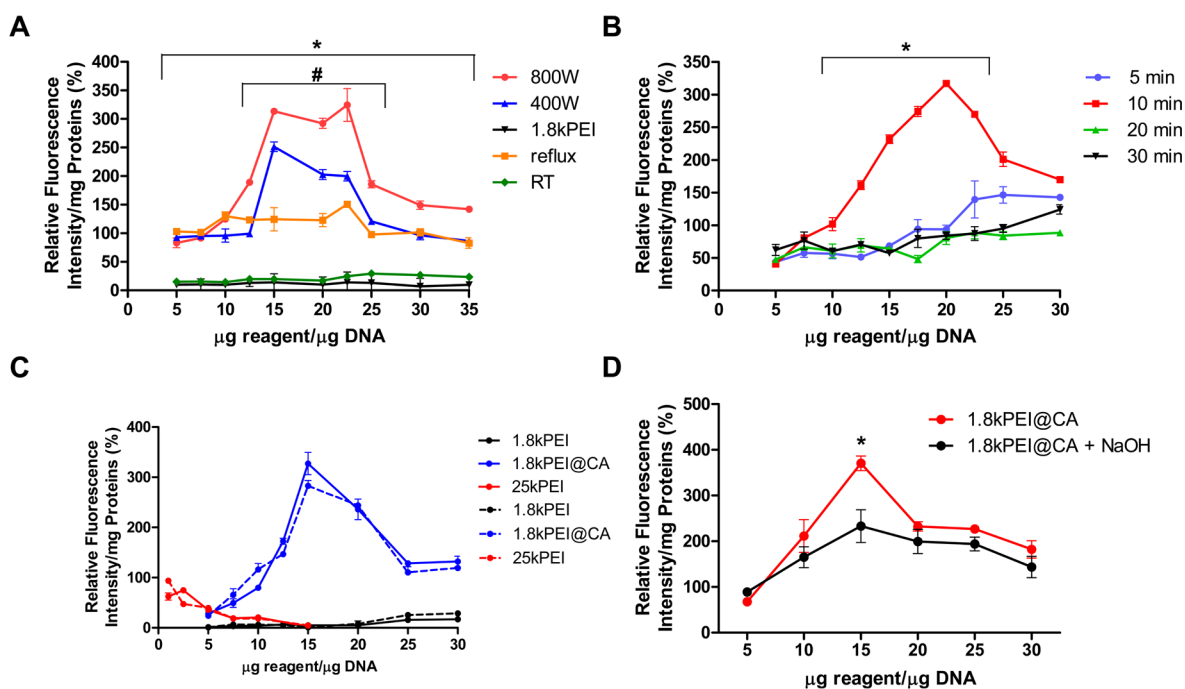 A
*
#
Relative Fluorescence
Intensity/mg Proteins (%)
400
350
300
250
200
150
100
50
0
0 5 10 15 20 25 30 35
μg reagent/μg DNA
800W
400W
1.8kPEI
reflux
RT
B
*
Relative Fluorescence
Intensity/mg Proteins (%)
350
300
250
200
150
100
50
0
0 5 10 15 20 25 30
μg reagent/μg DNA
5 min
10 min
20 min
30 min
C
Relative Fluorescence
Intensity/mg Proteins (%)
400
300
200
100
0
0 5 10 15 20 25 30
μg reagent/μg DNA
1.8kPEI
1.8kPEI@CA
25kPEI
1.8kPEI
1.8kPEI@CA
25kPEI
D
*
Relative Fluorescence
Intensity/mg Proteins (%)
500
400
300
200
100
0
5 10 15 20 25 30
μg reagent/μg DNA
1.8kPEI@CA
1.8kPEI@CA + NaOH